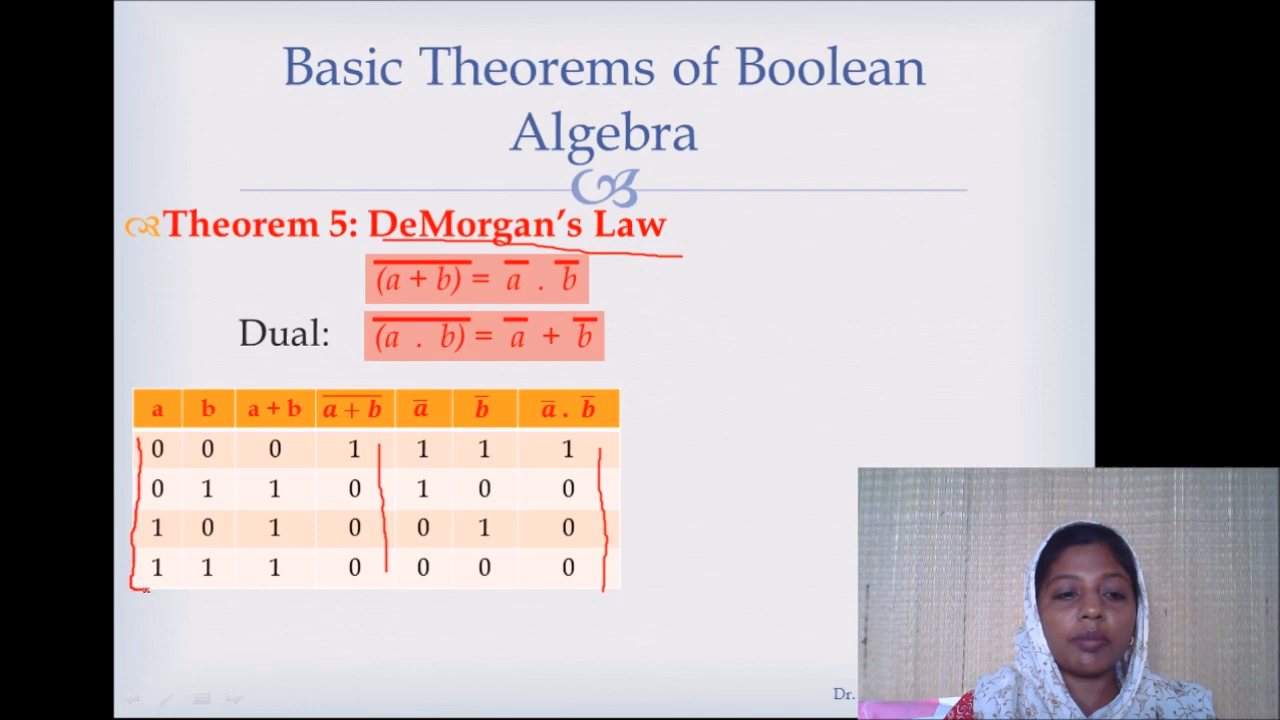 Basic Theorems of Boolean
Algebra
Theorem 5: DeMorgan's Law
(a + b)̅ = a̅ . b̅
Dual:
(a . b)̅ = a̅ + b̅
a b a + b a̅ ̅+̅ ̅b̅ a̅ b̅ a̅ . b̅
0 0 0 1 1 1 1
0 1 1 0 1 0 0
1 0 1 0 0 1 0
1 1 1 0 0 0 0
Dr.